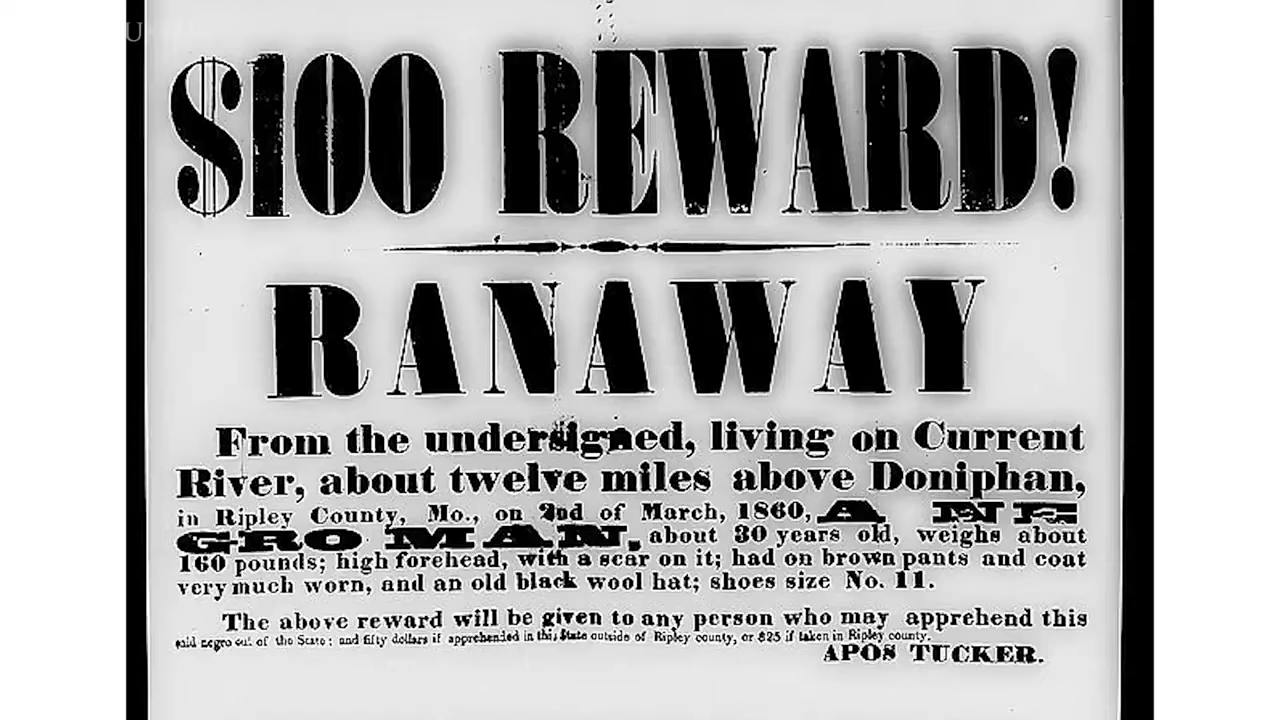 $100 REWARD!
RANAWAY
From the undersigned, living on Current
River, about twelve miles above Doniphan,
in Ripley County, Mo., on 2nd of March, 1860, A NE
GRO MAN, about 30 years old, weighs about
160 pounds; high forehead, with a scar on it; had on brown pants and coat
very much worn, and an old black wool hat; shoes size No. 11.
The above reward will be given to any person who may apprehend this
said negro out of the State; and fifty dollars if apprehended in this State outside of Ripley county, or $25 if taken in Ripley county.
APOS TUCKER.